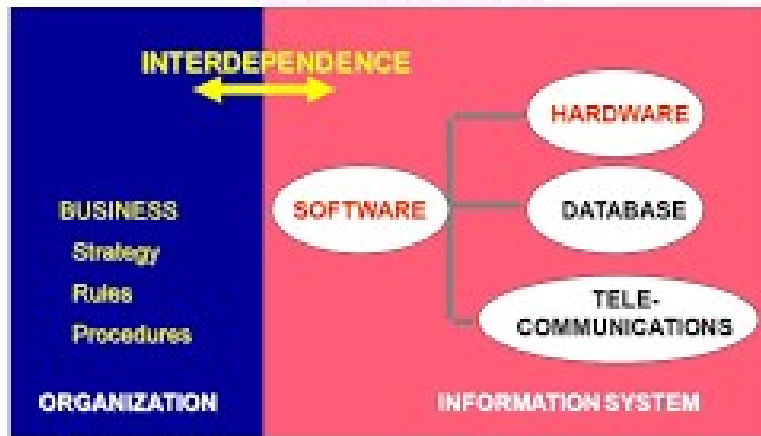 INTERDEPENDENCE
HARDWARE
BUSINESS
SOFTWARE
DATABASE
Strategy
Rules
TELE-
COMMUNICATIONS
Procedures
ORGANIZATION
INFORMATION SYSTEM